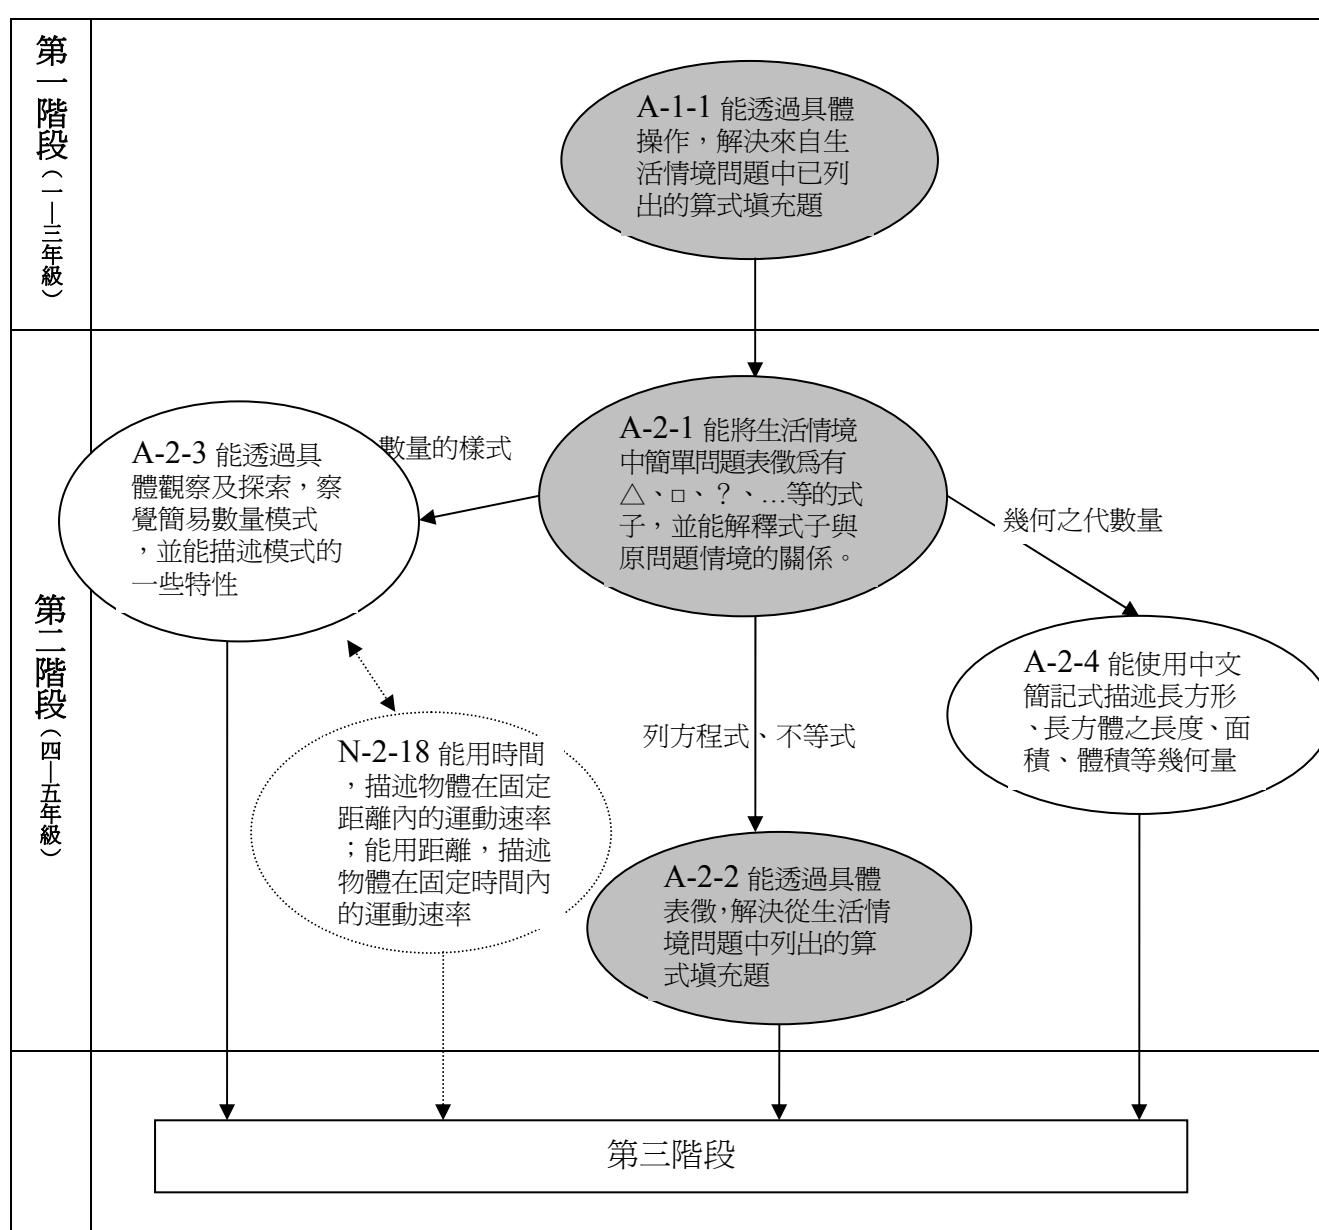 第一階段（一—三年級）
A-1-1 能透過具體
操作，解決來自生
活情境問題中已列
出的算式填充題
第二階段（四—五年級）
A-2-3 能透過具
體觀察及探索，察
覺簡易數量模式
，並能描述模式的
一些特性
數量的樣式
A-2-1 能將生活情境
中簡單問題表徵為有
△、□、？、…等的式
子，並能解釋式子與
原問題情境的關係。
幾何之代數量
A-2-4 能使用中文
簡記式描述長方形
、長方體之長度、面
積、體積等幾何量
N-2-18 能用時間
，描述物體在固定
距離內的運動速率
；能用距離，描述
物體在固定時間內
的運動速率
列方程式、不等式
A-2-2 能透過具體
表徵，解決從生活情
境問題中列出的算
式填充題
第三階段